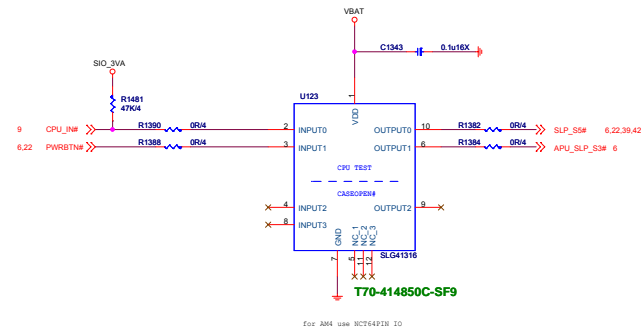 VBAT
C1343 0.1u16X
SIO_3VA
R1481
47K/4
U123
1
VDD
9 CPU_IN# R1390 0R/4 2 INPUT0 OUTPUT0 10 R1382 0R/4 SLP_S5# 6,22,39,42
6,22 PWRBTN# R1388 0R/4 3 INPUT1 OUTPUT1 6 R1384 0R/4 APU_SLP_S3# 6
CPU TEST
CASEOPEN#
4 INPUT2 OUTPUT2 9
8 INPUT3
GND NC_1 NC_2 NC_3
7 5 11 12
SLG41316
T70-414850C-SF9
for AM4 use NCT64PIN IO